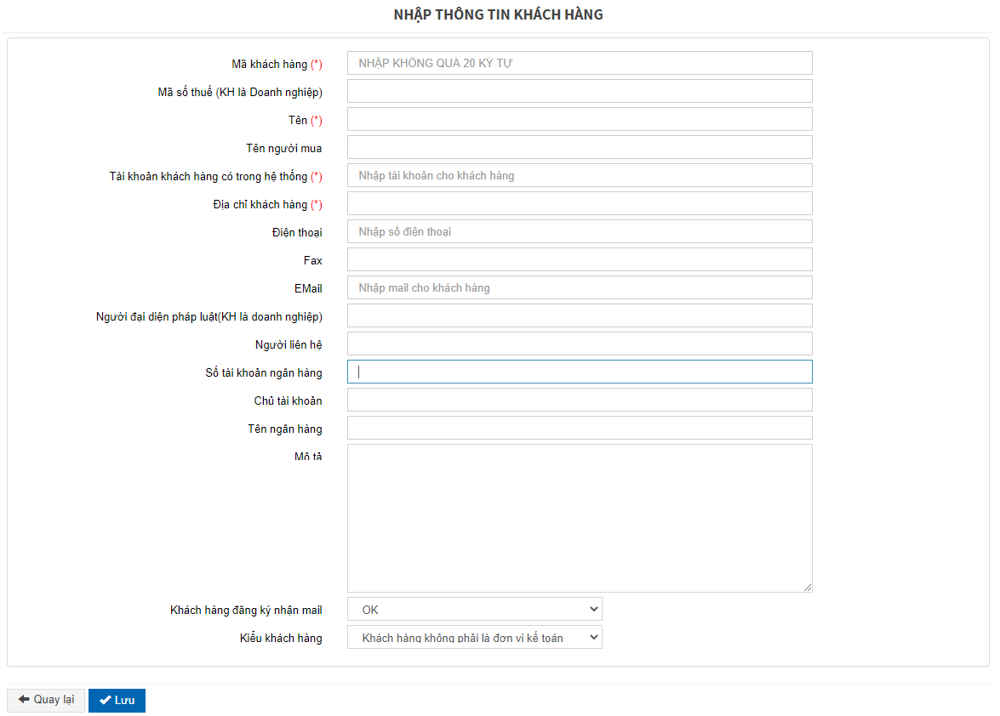 NHẬP THÔNG TIN KHÁCH HÀNG
Mã khách hàng (*) NHẬP KHÔNG QUÁ 20 KÝ TỰ
Mã số thuế (KH là Doanh nghiệp)
Tên (*)
Tên người mua
Tài khoản khách hàng có trong hệ thống (*) Nhập tài khoản cho khách hàng
Địa chỉ khách hàng (*)
Điện thoại Nhập số điện thoại
Fax
EMail Nhập mail cho khách hàng
Người đại diện pháp luật(KH là doanh nghiệp)
Người liên hệ
Số tài khoản ngân hàng
Chủ tài khoản
Tên ngân hàng
Mô tả
Khách hàng đăng ký nhận mail OK
Kiểu khách hàng Khách hàng không phải là đơn vị kế toán
Quay lại Lưu